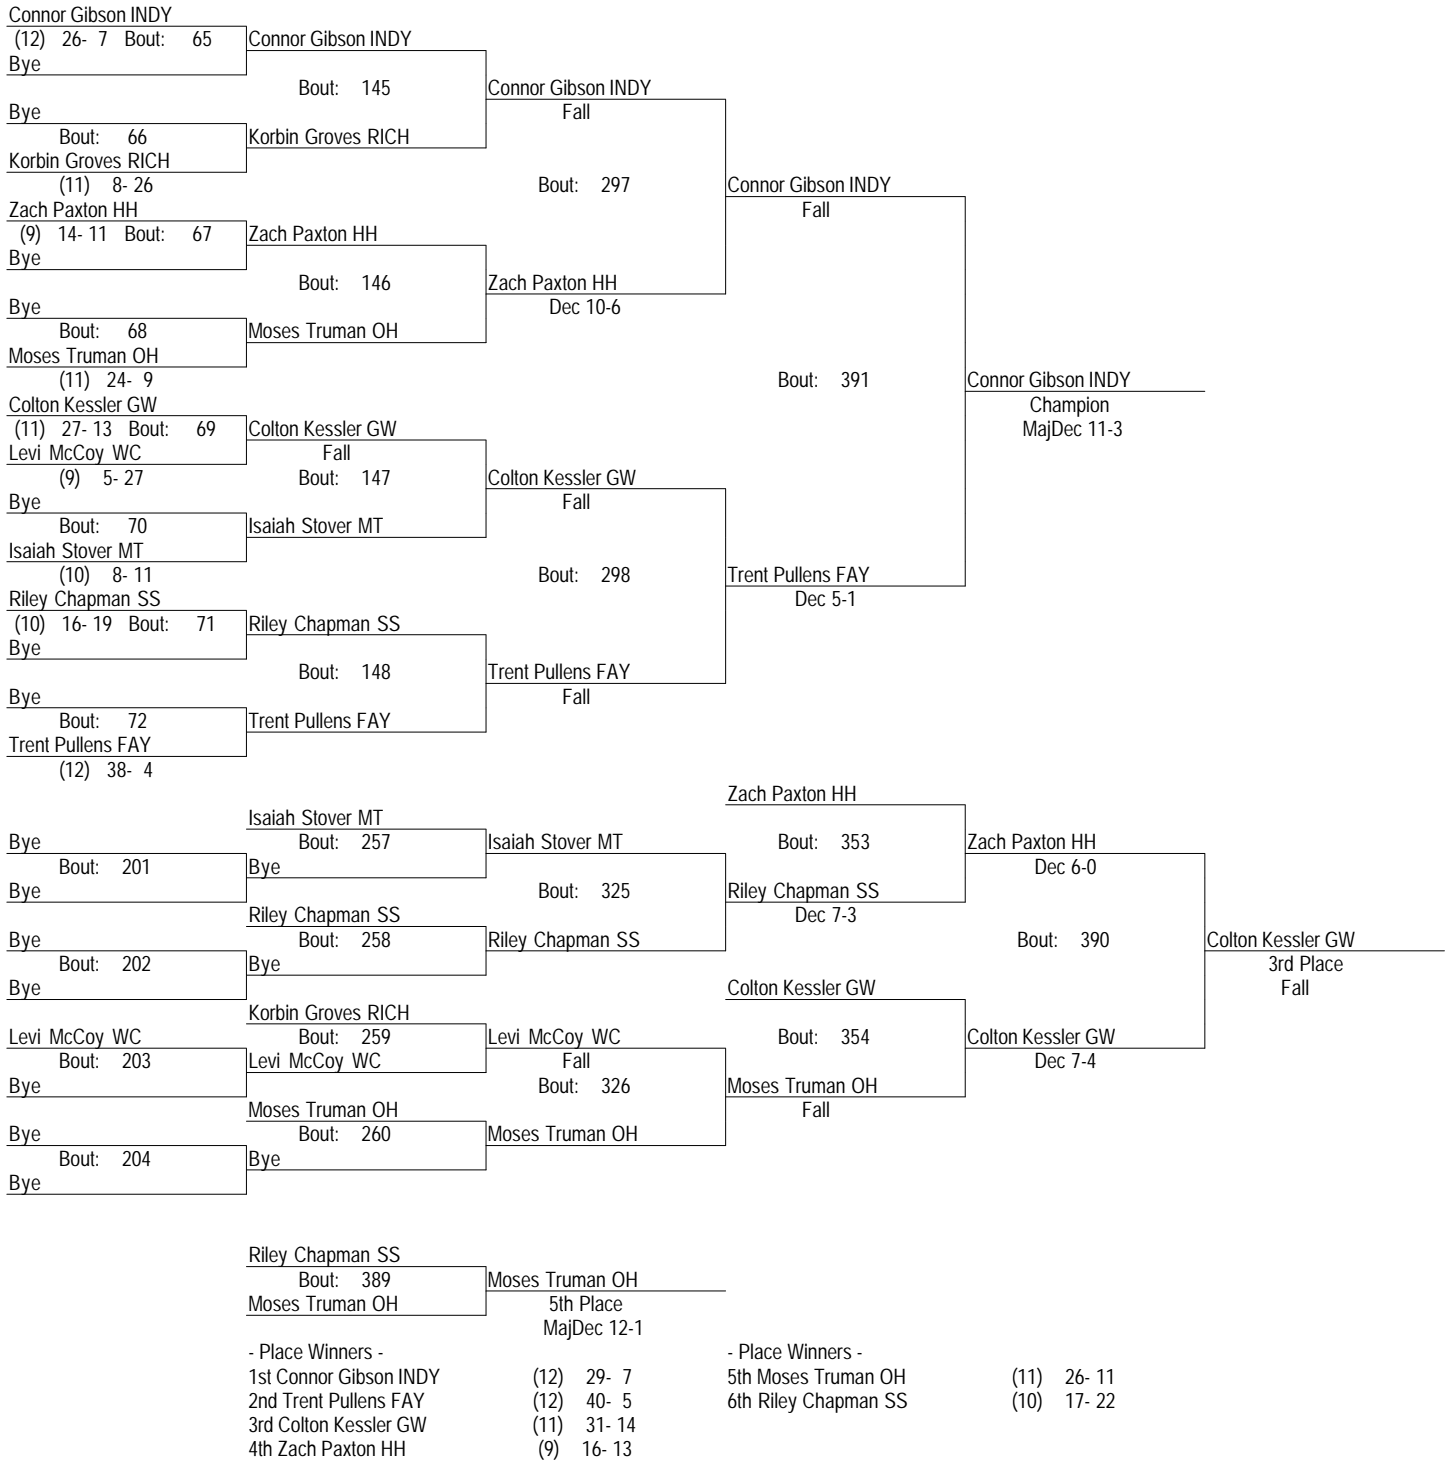 Connor Gibson INDY
(12) 26- 7 Bout: 65 Connor Gibson INDY
Bye
Bout: 145 Connor Gibson INDY
Bye Fall
Bout: 66 Korbin Groves RICH
Korbin Groves RICH
(11) 8- 26 Bout: 297 Connor Gibson INDY
Zach Paxton HH Fall
(9) 14- 11 Bout: 67 Zach Paxton HH
Bye
Bout: 146 Zach Paxton HH
Bye Dec 10-6
Bout: 68 Moses Truman OH
Moses Truman OH
(11) 24- 9 Bout: 391 Connor Gibson INDY
Colton Kessler GW Champion
(11) 27- 13 Bout: 69 Colton Kessler GW MajDec 11-3
Levi McCoy WC Fall
(9) 5- 27 Bout: 147 Colton Kessler GW
Bye Fall
Bout: 70 Isaiah Stover MT
Isaiah Stover MT
(10) 8- 11 Bout: 298 Trent Pullens FAY
Riley Chapman SS Dec 5-1
(10) 16- 19 Bout: 71 Riley Chapman SS
Bye
Bout: 148 Trent Pullens FAY
Bye Fall
Bout: 72 Trent Pullens FAY
Trent Pullens FAY
(12) 38- 4
Zach Paxton HH
Isaiah Stover MT
Bye Bout: 257 Isaiah Stover MT Bout: 353 Zach Paxton HH
Bout: 201 Bye Dec 6-0
Bye Bout: 325 Riley Chapman SS
Riley Chapman SS Dec 7-3
Bye Bout: 258 Riley Chapman SS Bout: 390 Colton Kessler GW
Bout: 202 Bye 3rd Place
Bye Colton Kessler GW Fall
Korbin Groves RICH
Levi McCoy WC Bout: 259 Levi McCoy WC Bout: 354 Colton Kessler GW
Bout: 203 Levi McCoy WC Fall Dec 7-4
Bye Bout: 326 Moses Truman OH
Moses Truman OH Fall
Bye Bout: 260 Moses Truman OH
Bout: 204 Bye
Bye
Riley Chapman SS
Bout: 389 Moses Truman OH
Moses Truman OH 5th Place
MajDec 12-1
- Place Winners - - Place Winners -
1st Connor Gibson INDY (12) 29- 7 5th Moses Truman OH (11) 26- 11
2nd Trent Pullens FAY (12) 40- 5 6th Riley Chapman SS (10) 17- 22
3rd Colton Kessler GW (11) 31- 14
4th Zach Paxton HH (9) 16- 13